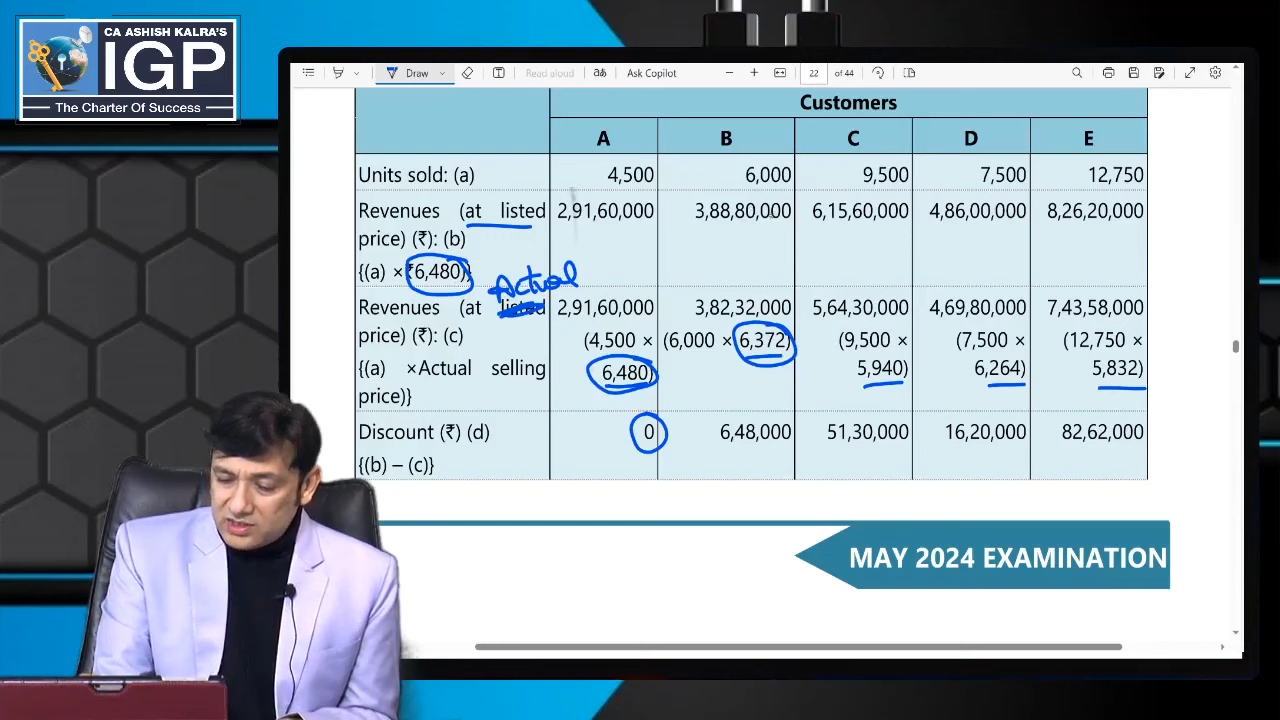 CA ASHISH KALRA'S
IGP
The Charter Of Success
Draw
Read aloud
Ask Copilot
22 of 44
Customers
A B C D E
Units sold: (a) 4,500 6,000 9,500 7,500 12,750
Revenues (at listed 2,91,60,000 3,88,80,000 6,15,60,000 4,86,00,000 8,26,20,000
price) (₹): (b)
{(a) ×₹6,480)}
Actual
Revenues (at listed 2,91,60,000 3,82,32,000 5,64,30,000 4,69,80,000 7,43,58,000
price) (₹): (c) (4,500 × (6,000 × 6,372) (9,500 × (7,500 × (12,750 ×
{(a) ×Actual selling 6,480) 5,940) 6,264) 5,832)
price)}
Discount (₹) (d) 0 6,48,000 51,30,000 16,20,000 82,62,000
{(b) – (c)}
MAY 2024 EXAMINATION